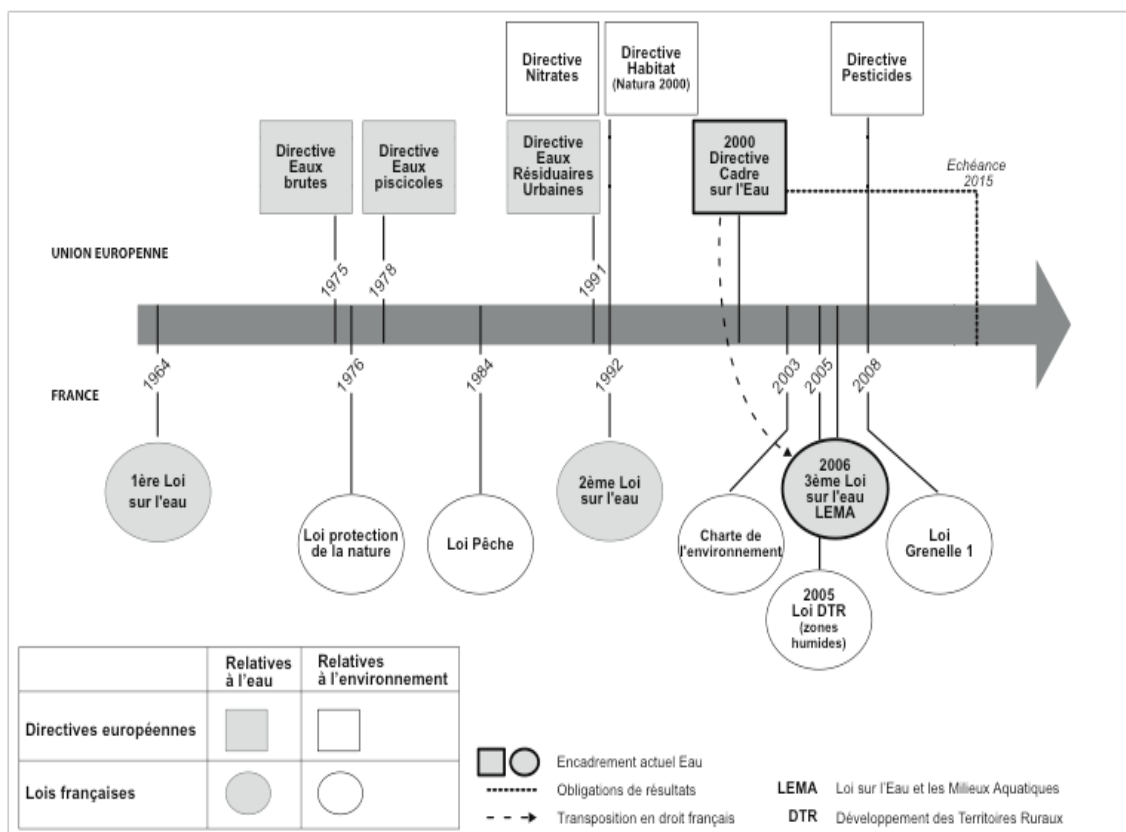 Directive
Nitrates
Directive
Habitat
(Natura 2000)
Directive
Pesticides
Directive
Eaux
brutes
Directive
Eaux
piscicoles
Directive
Eaux
Résiduaires
Urbaines
2000
Directive
Cadre
sur l'Eau
Echéance
2015
UNION EUROPENNE
1975
1978
1991
1964
1976
1984
1992
2003
2005
2008
FRANCE
1ère Loi
sur l'eau
Loi protection
de la nature
Loi Pêche
2ème Loi
sur l'eau
Charte de
l'environnement
2006
3ème Loi
sur l'eau
LEMA
Loi
Grenelle 1
2005
Loi DTR
(zones
humides)
Relatives
à l'eau
Relatives
à l'environnement
Directives européennes
Lois françaises
Encadrement actuel Eau
Obligations de résultats
Transposition en droit français
LEMA Loi sur l'Eau et les Milieux Aquatiques
DTR Développement des Territoires Ruraux